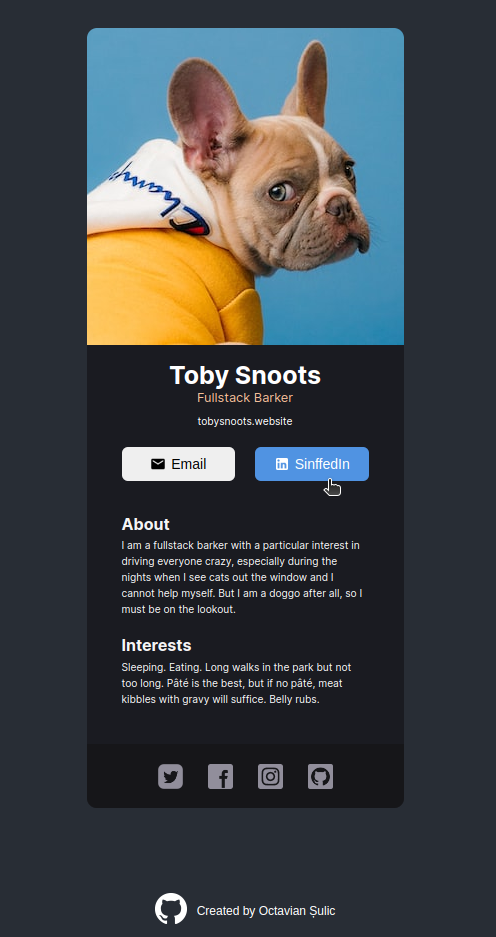 Champi
Toby Snoots
Fullstack Barker
tobysnoots.website
Email
SinffedIn
About
I am a fullstack barker with a particular interest in
driving everyone crazy, especially during the
nights when I see cats out the window and I
cannot help myself. But I am a doggo after all, so I
must be on the lookout.
Interests
Sleeping. Eating. Long walks in the park but not
too long. Pâté is the best, but if no pâté, meat
kibbles with gravy will suffice. Belly rubs.
Created by Octavian Șulic